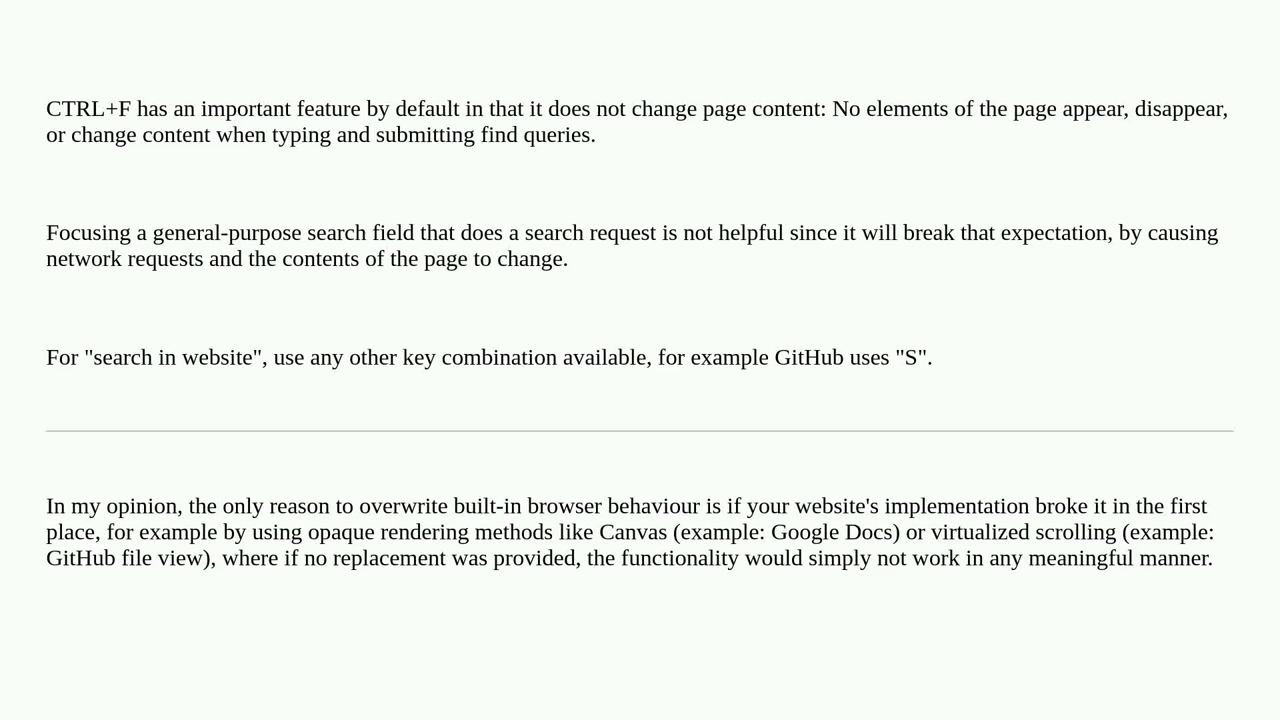 CTRL+F has an important feature by default in that it does not change page content: No elements of the page appear, disappear,
or change content when typing and submitting find queries.
Focusing a general-purpose search field that does a search request is not helpful since it will break that expectation, by causing
network requests and the contents of the page to change.
For "search in website", use any other key combination available, for example GitHub uses "S".
In my opinion, the only reason to overwrite built-in browser behaviour is if your website's implementation broke it in the first
place, for example by using opaque rendering methods like Canvas (example: Google Docs) or virtualized scrolling (example:
GitHub file view), where if no replacement was provided, the functionality would simply not work in any meaningful manner.